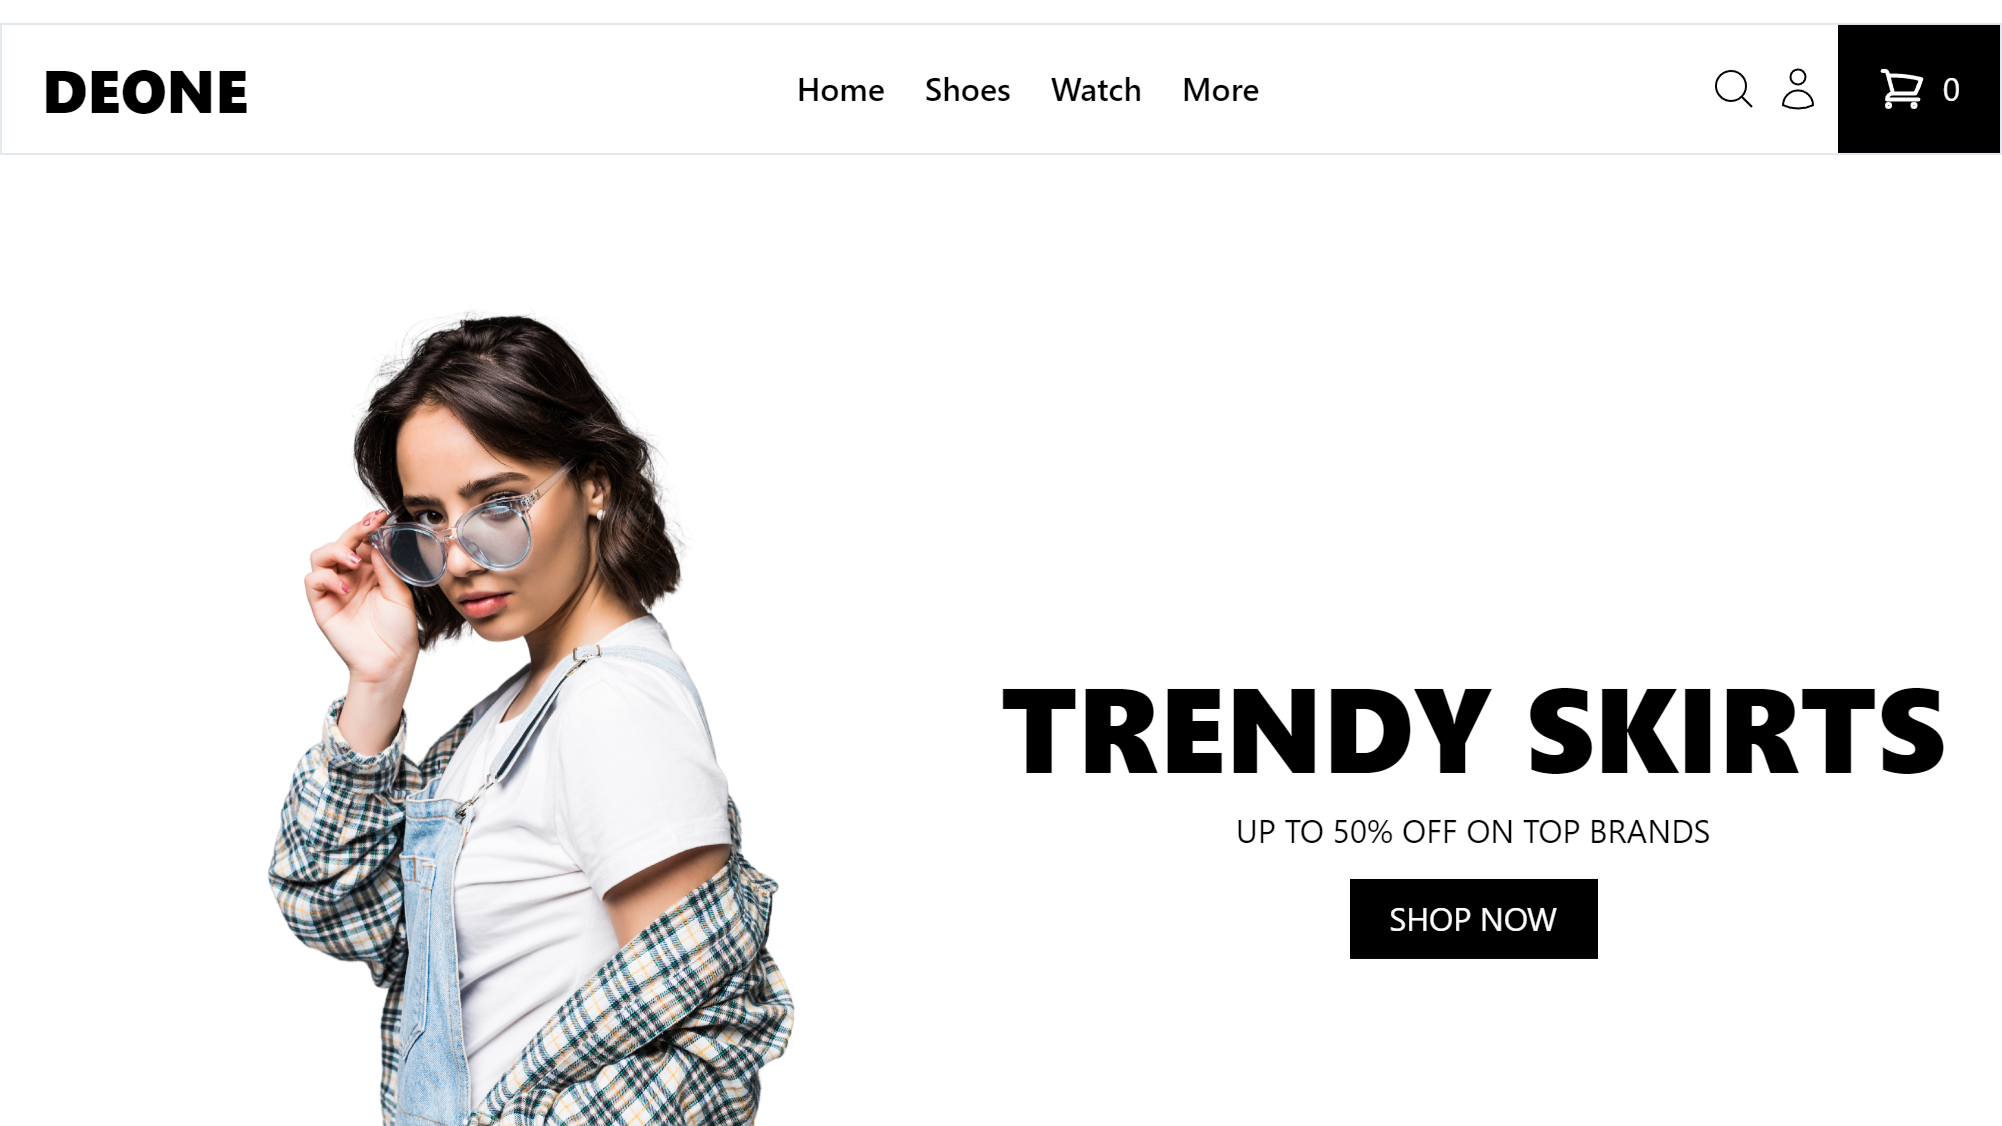 DEONE
Home Shoes Watch More
0
TRENDY SKIRTS
UP TO 50% OFF ON TOP BRANDS
SHOP NOW